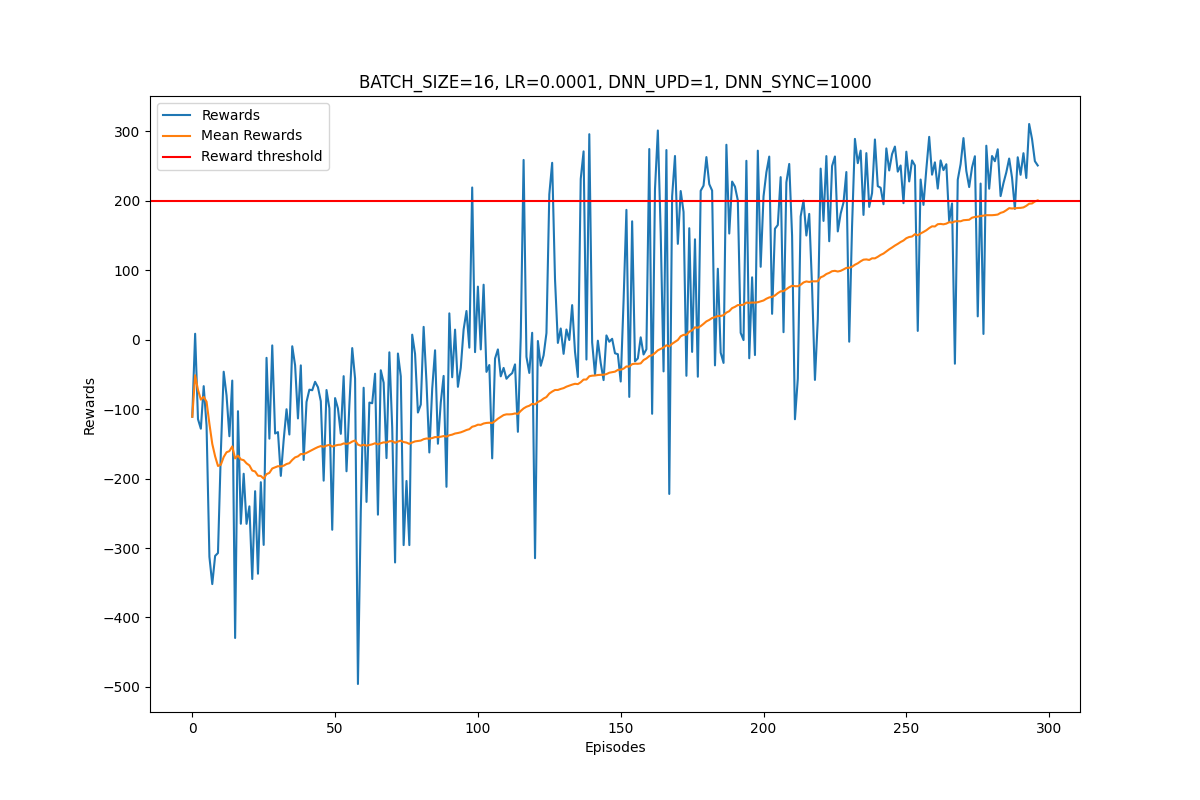 BATCH_SIZE=16, LR=0.0001, DNN_UPD=1, DNN_SYNC=1000
Rewards
Mean Rewards
Reward threshold
300
200
100
0
−100
−200
−300
−400
−500
Rewards
0
50
100
150
200
250
300
Episodes